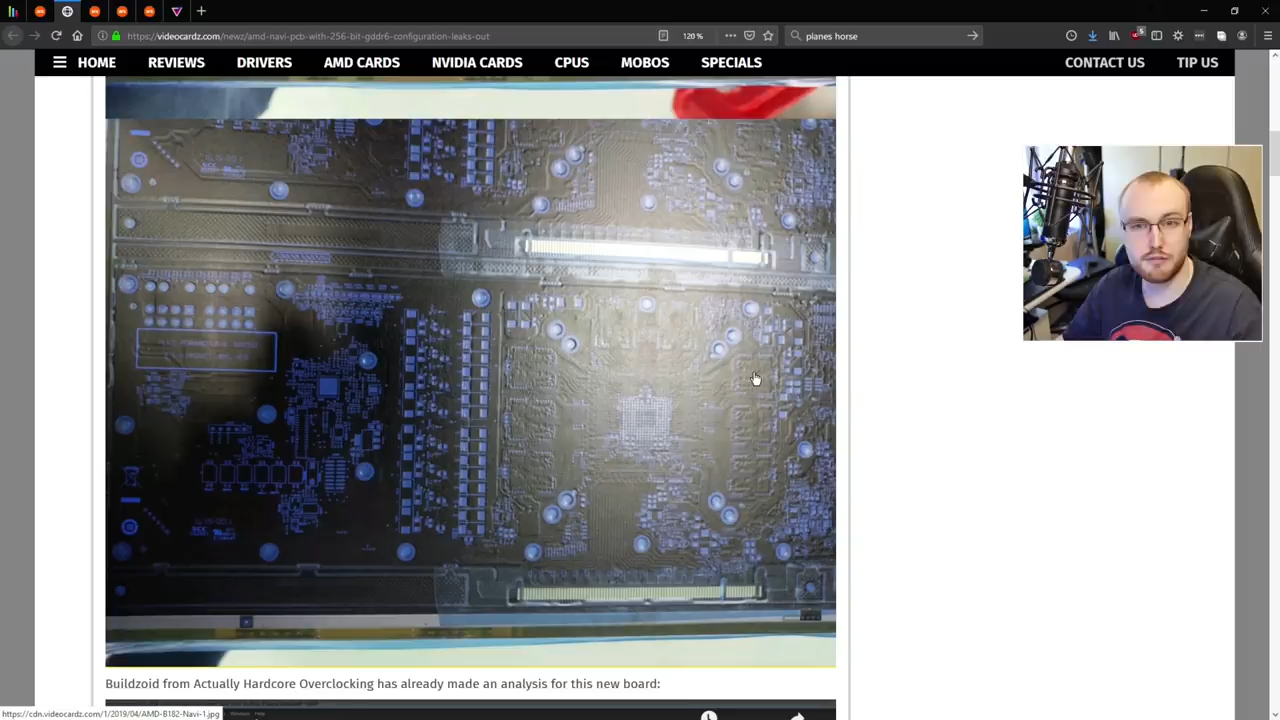 https://videocardz.com/newz/amd-navi-pcb-with-256-bit-gddr6-configuration-leaks-out
120 %
planes horse
5
HOME
REVIEWS
DRIVERS
AMD CARDS
NVIDIA CARDS
CPUS
MOBOS
SPECIALS
CONTACT US
TIP US
Buildzoid from Actually Hardcore Overclocking has already made an analysis for this new board:
https://cdn.videocardz.com/1/2019/04/AMD-B182-Navi-1.jpg